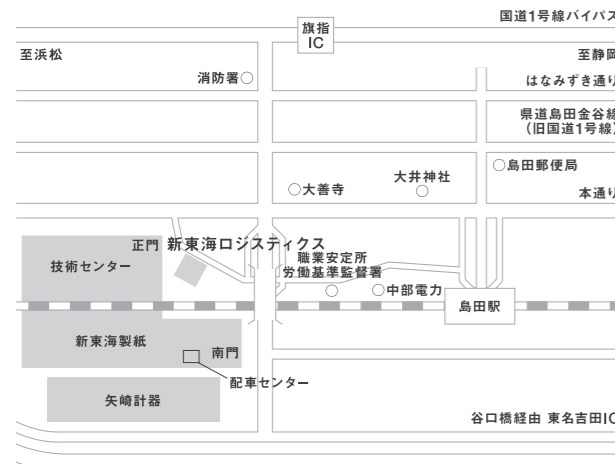 国道1号線バイパス
旗指
IC
至浜松
至静岡
消防署
はなみずき通り
県道島田金谷線
(旧国道1号線)
島田郵便局
大井神社
大善寺
本通り
正門
新東海ロジスティクス
職業安定所
労働基準監督署
技術センター
中部電力
島田駅
新東海製紙
南門
配車センター
矢崎計器
谷口橋経由 東名吉田IC